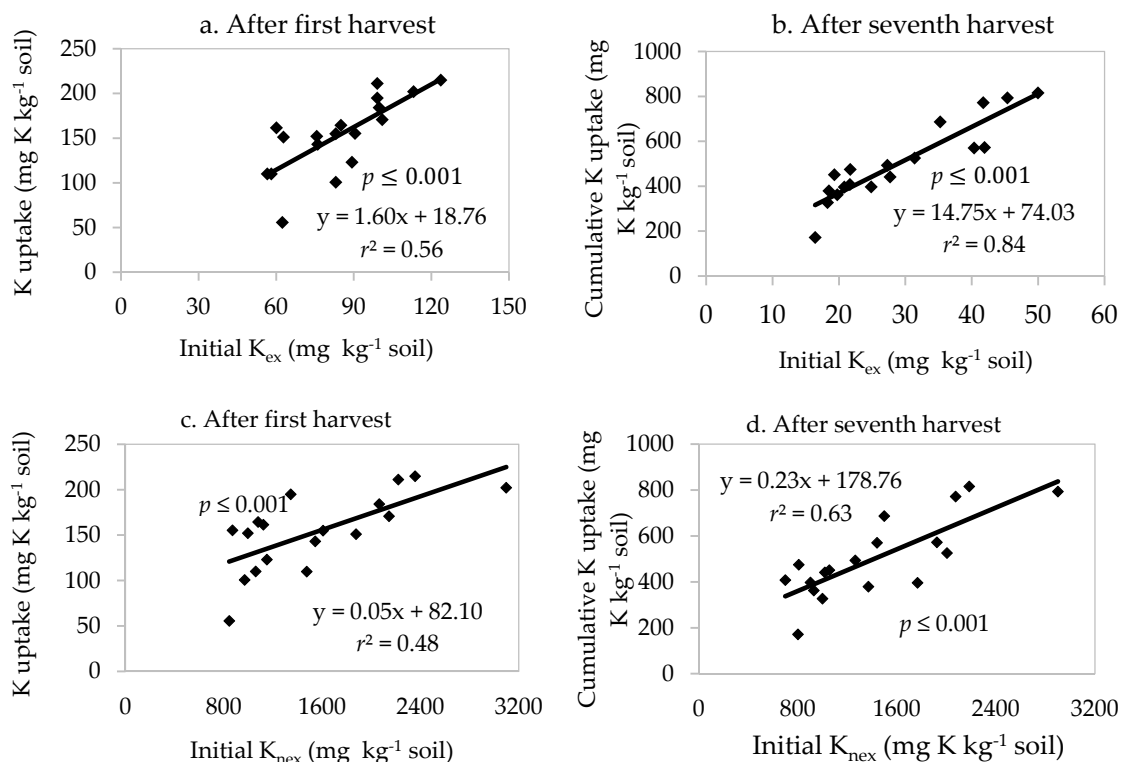 a. After first harvest
K uptake (mg K kg⁻¹ soil)
250
200
150
100
50
0
p ≤ 0.001
y = 1.60x + 18.76
r² = 0.56
0 30 60 90 120 150
Initial Kₑₓ (mg kg⁻¹ soil)
b. After seventh harvest
Cumulative K uptake (mg
K kg⁻¹ soil)
1000
800
600
400
200
0
p ≤ 0.001
y = 14.75x + 74.03
r² = 0.84
0 10 20 30 40 50 60
Initial Kₑₓ (mg kg⁻¹ soil)
c. After first harvest
K uptake (mg K kg⁻¹ soil)
250
200
150
100
50
0
p ≤ 0.001
y = 0.05x + 82.10
r² = 0.48
0 800 1600 2400 3200
Initial Kₙₑₓ (mg kg⁻¹ soil)
d. After seventh harvest
Cumulative K uptake (mg
K kg⁻¹ soil)
1000
800
600
400
200
0
y = 0.23x + 178.76
r² = 0.63
p ≤ 0.001
0 800 1600 2400 3200
Initial Kₙₑₓ (mg K kg⁻¹ soil)